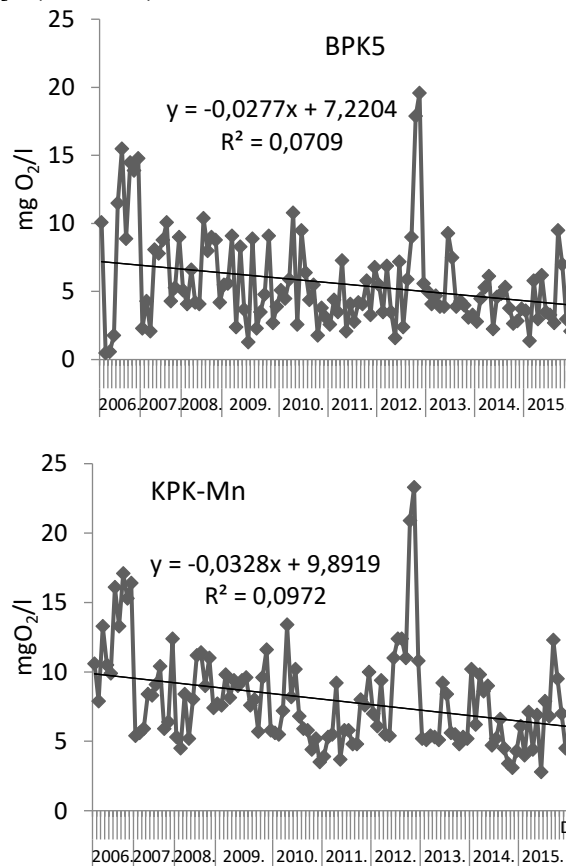 BPK5
25
20
y = -0,0277x + 7,2204
R² = 0,0709
15
10
5
0
mg O₂/l
2006. 2007. 2008. 2009. 2010. 2011. 2012. 2013. 2014. 2015
25
KPK-Mn
20
y = -0,0328x + 9,8919
R² = 0,0972
15
10
5
0
mgO₂/l
2006. 2007. 2008. 2009. 2010. 2011. 2012. 2013. 2014. 2015.